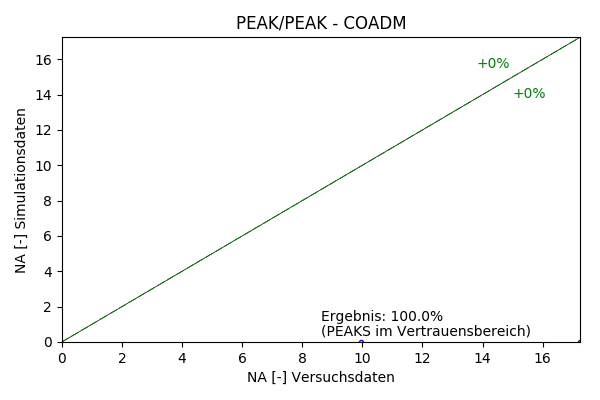 PEAK/PEAK - COADM
16
14
12
10
8
6
4
2
0
NA [-] Simulationsdaten
+0%
+0%
Ergebnis: 100.0%
(PEAKS im Vertrauensbereich)
0 2 4 6 8 10 12 14 16
NA [-] Versuchsdaten